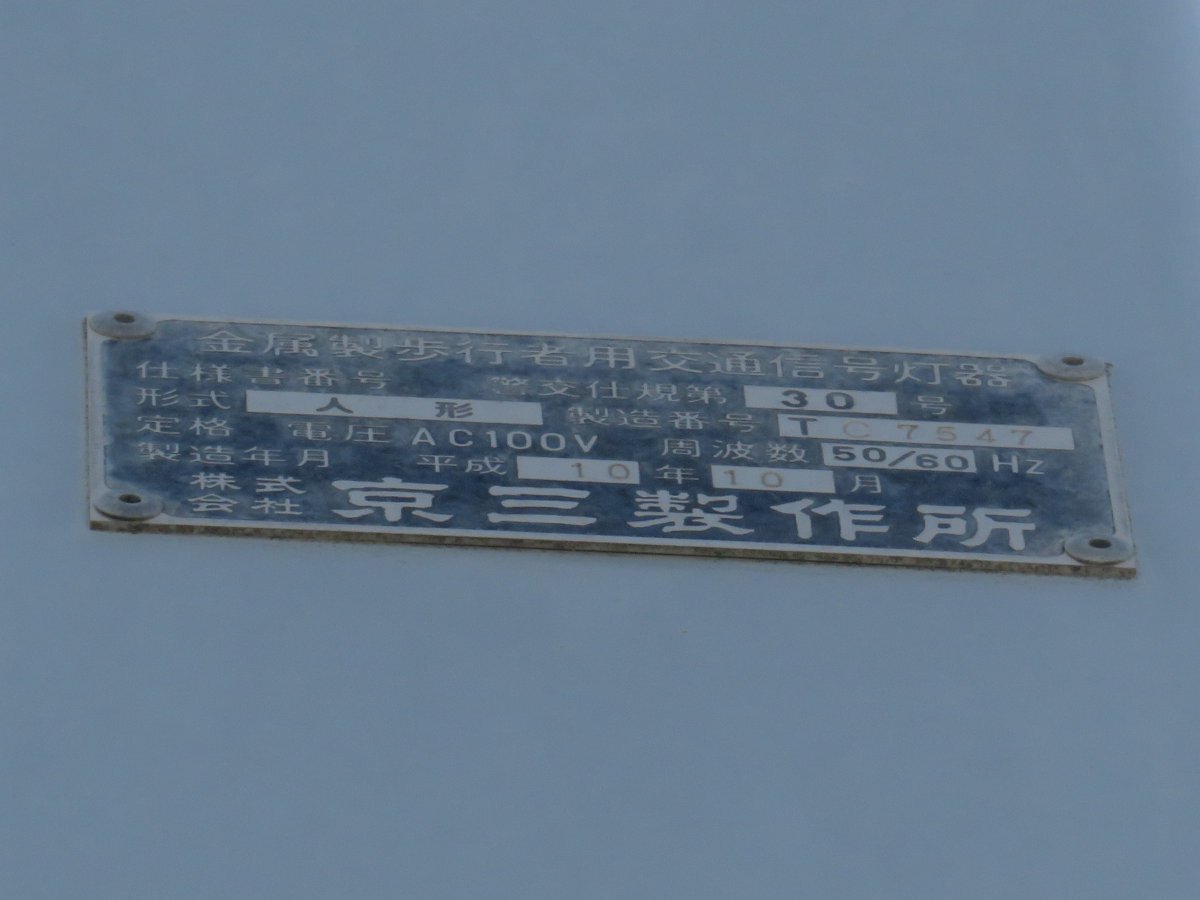 金属製歩行者用交通信号灯器
仕様書番号 警交仕規第 30 号
形式 人形 製造番号 TC7547
定格 電圧 AC100V 周波数 50/60 Hz
製造年月 平成 10 年 10 月
株式会社 京三製作所